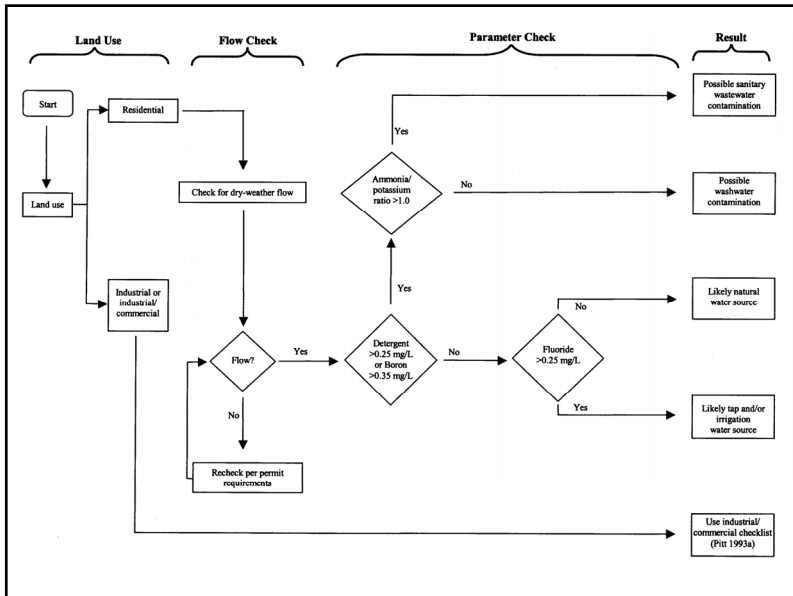 Land Use
Flow Check
Parameter Check
Result
Start
Residential
Land use
Industrial or
industrial/
commercial
Check for dry-weather flow
Flow?
Yes
No
Recheck per permit
requirements
Detergent
>0.25 mg/L
or Boron
>0.35 mg/L
Yes
No
Ammonia/
potassium
ratio >1.0
Yes
No
Fluoride
>0.25 mg/L
No
Yes
Possible sanitary
wastewater
contamination
Possible
washwater
contamination
Likely natural
water source
Likely tap and/or
irrigation
water source
Use industrial/
commercial checklist
(Pitt 1993a)